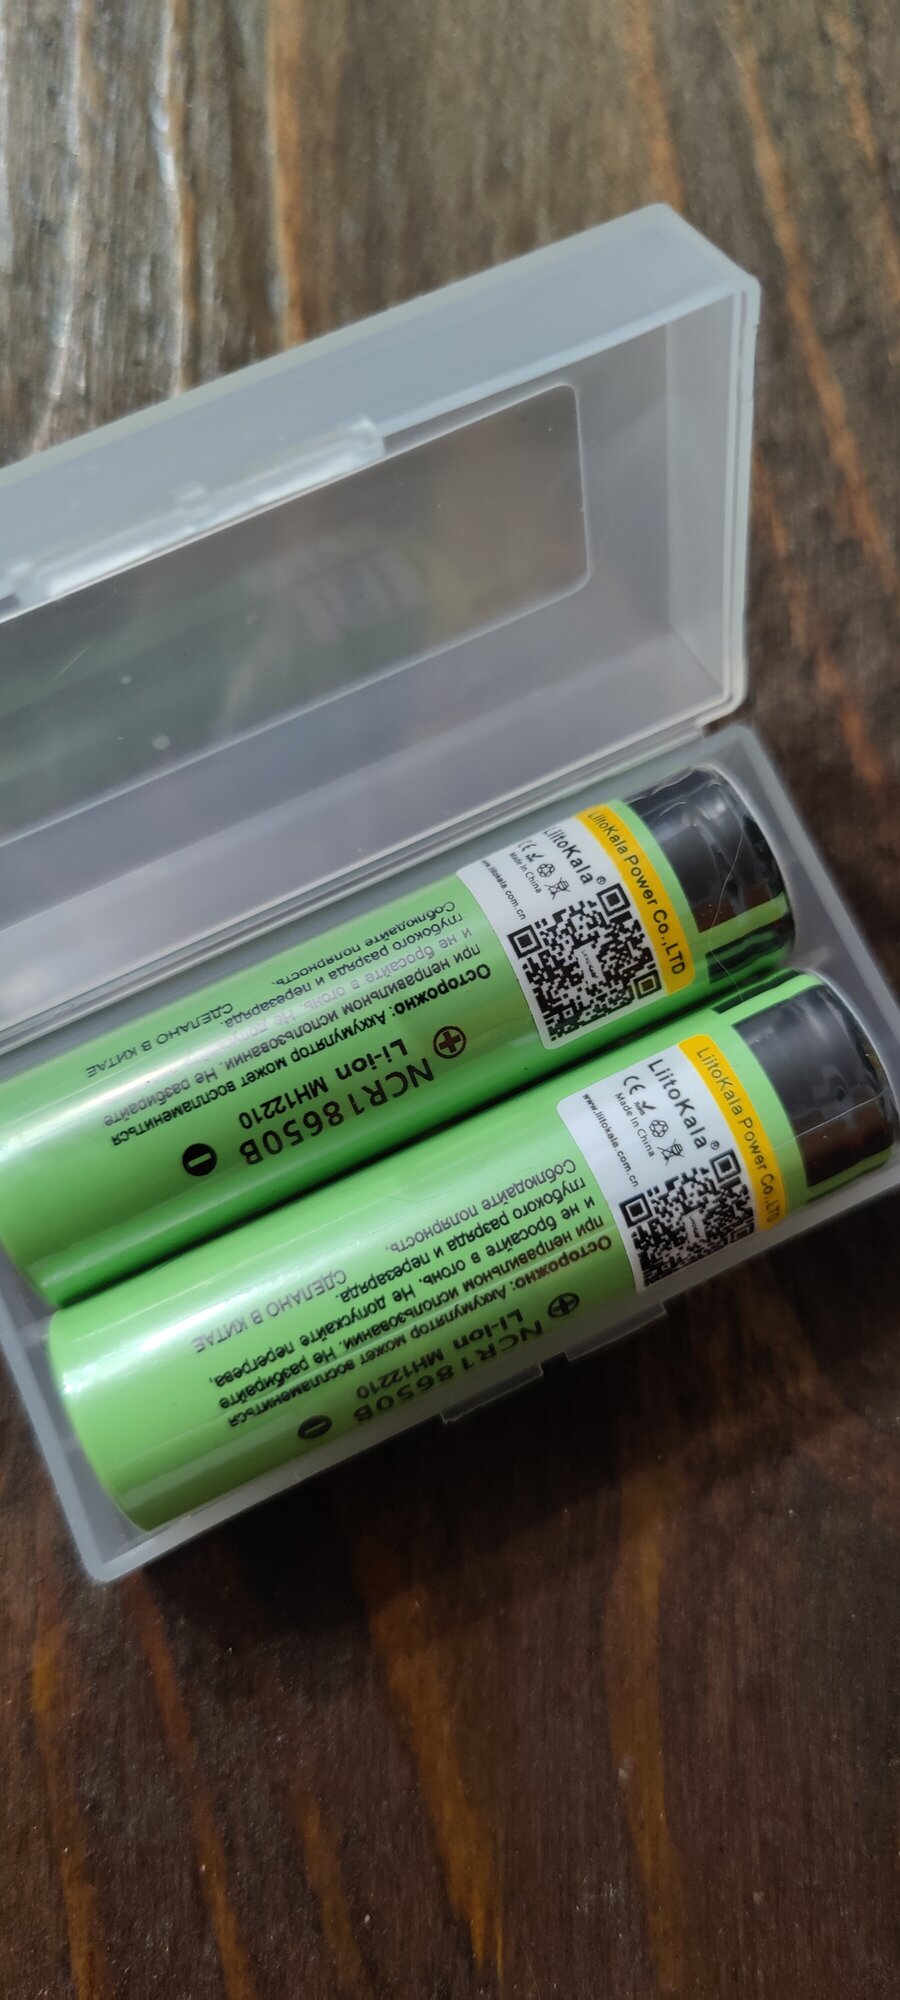 LiitoKala Power Co.,LTD
LiitoKala®
Made in China
www.liitokala.com.cn
NCR18650B
Li-ion MH12210
Осторожно: Аккумулятор может воспламениться
при неправильном использовании. Не разбирайте
и не бросайте в огонь. Не
глубокого разряда и перезаряда.
Соблюдайте полярность.
СДЕЛАНО В КИТАЕ
LiitoKala Power Co.,LTD
LiitoKala®
Made in China
www.liitokala.com.cn
NCR18650B
Li-ion MH12210
Осторожно: Аккумулятор может воспламениться
при неправильном использовании. Не разбирайте
и не бросайте в огонь. Не допускайте перегрева,
глубокого разряда и перезаряда.
Соблюдайте полярность.
СДЕЛАНО В КИТАЕ